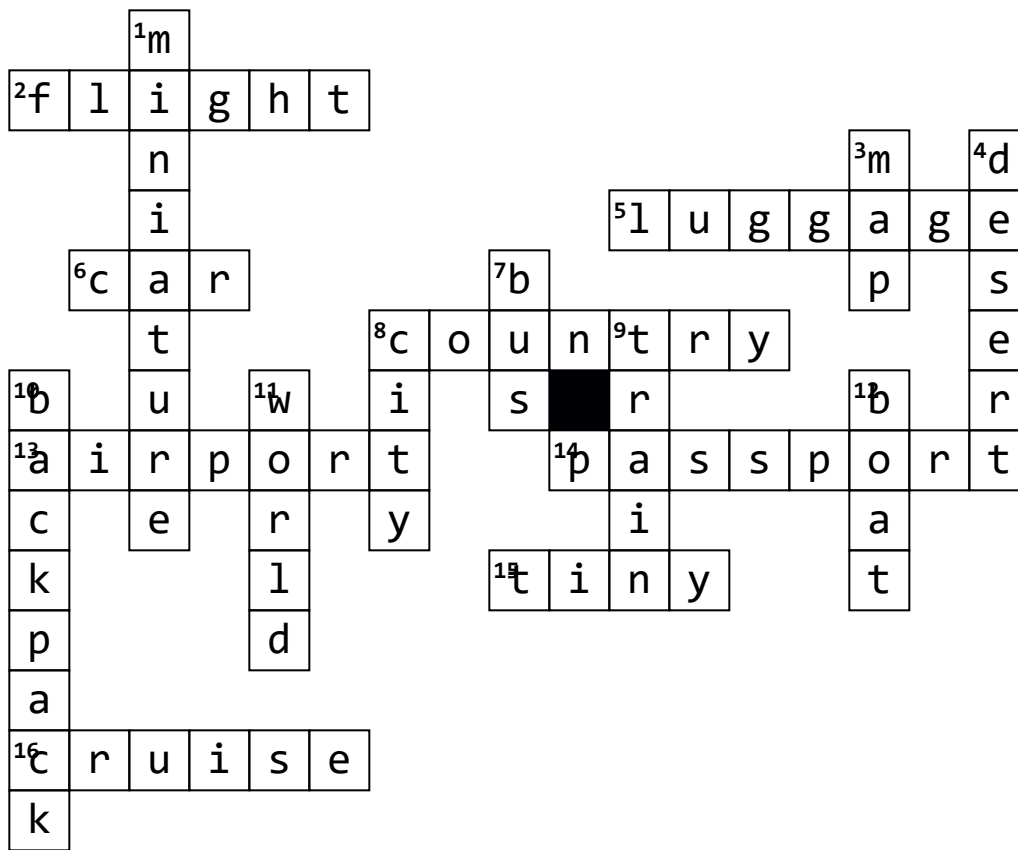 1m
2f l i g h t
n 3m 4d
i 5l u g g a g e
6c a r 7b p s
t 8c o u n 9t r y e
10b u 11w i s r 12b r
13a i r p o r t 14p a s s p o r t
c e r y i a
k l 15t i n y t
p d
a
16c r u i s e
k